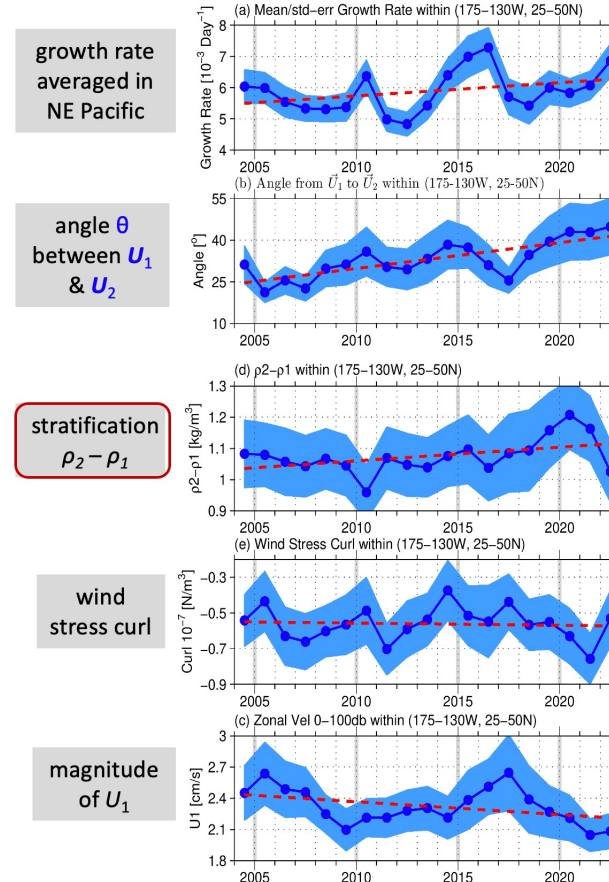 growth rate
averaged in
NE Pacific
(a) Mean/std−err Growth Rate within (175−130W, 25−50N)
Growth Rate [10⁻³ Day⁻¹]
8
7
6
5
4
2005 2010 2015 2020
angle θ
between U₁
& U₂
(b) Angle from U⃗₁ to U⃗₂ within (175-130W, 25-50N)
Angle [°]
55
40
25
10
2005 2010 2015 2020
stratification
ρ₂ – ρ₁
(d) ρ2−ρ1 within (175−130W, 25−50N)
ρ2−ρ1 [kg/m³]
1.3
1.2
1.1
1
0.9
2005 2010 2015 2020
wind
stress curl
(e) Wind Stress Curl within (175−130W, 25−50N)
Curl 10⁻⁷ [N/m³]
−0.3
−0.5
−0.7
−0.9
2005 2010 2015 2020
magnitude
of U₁
(c) Zonal Vel 0−100db within (175−130W, 25−50N)
U1 [cm/s]
3
2.7
2.4
2.1
1.8
2005 2010 2015 2020